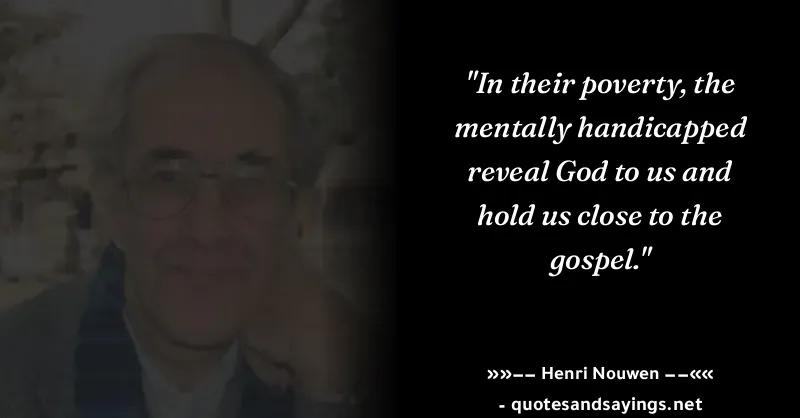 "In their poverty, the
mentally handicapped
reveal God to us and
hold us close to the
gospel."
»»−− Henri Nouwen −−««
- quotesandsayings.net